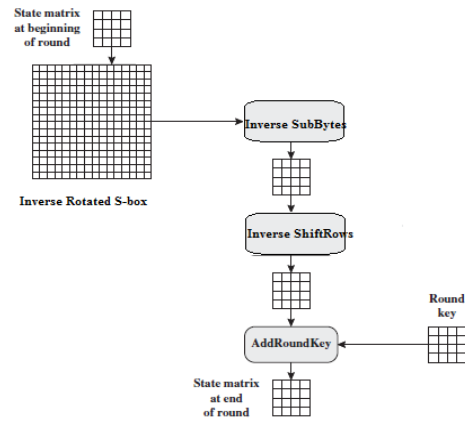 State matrix
at beginning
of round
Inverse SubBytes
Inverse Rotated S-box
Inverse ShiftRows
Round
key
AddRoundKey
State matrix
at end
of round